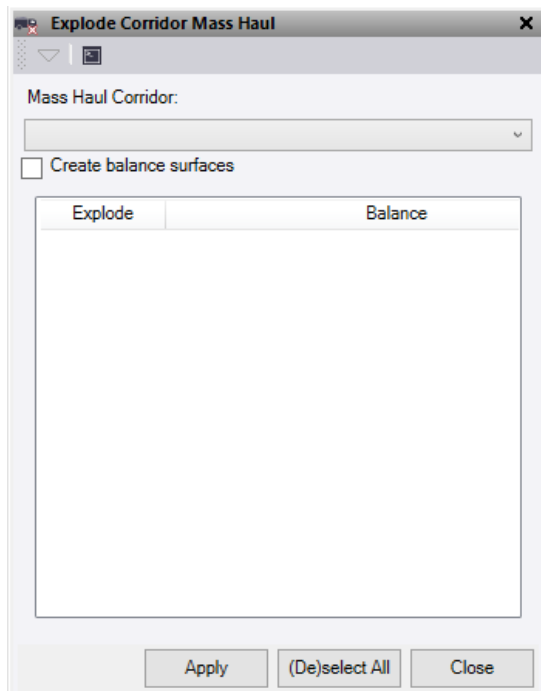 Explode Corridor Mass Haul
Mass Haul Corridor:
Create balance surfaces
Explode Balance
Apply (De)select All Close